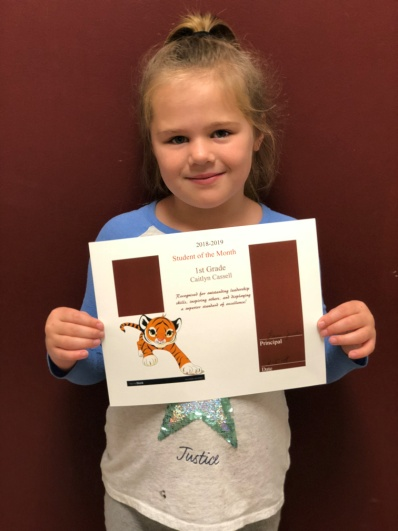 2018-2019
Student of the Month
1st Grade
Caitlyn Cassell
Recognized for outstanding leadership
skills, inspiring others, and displaying
a superior standard of excellence!
Principal
Date
Justice